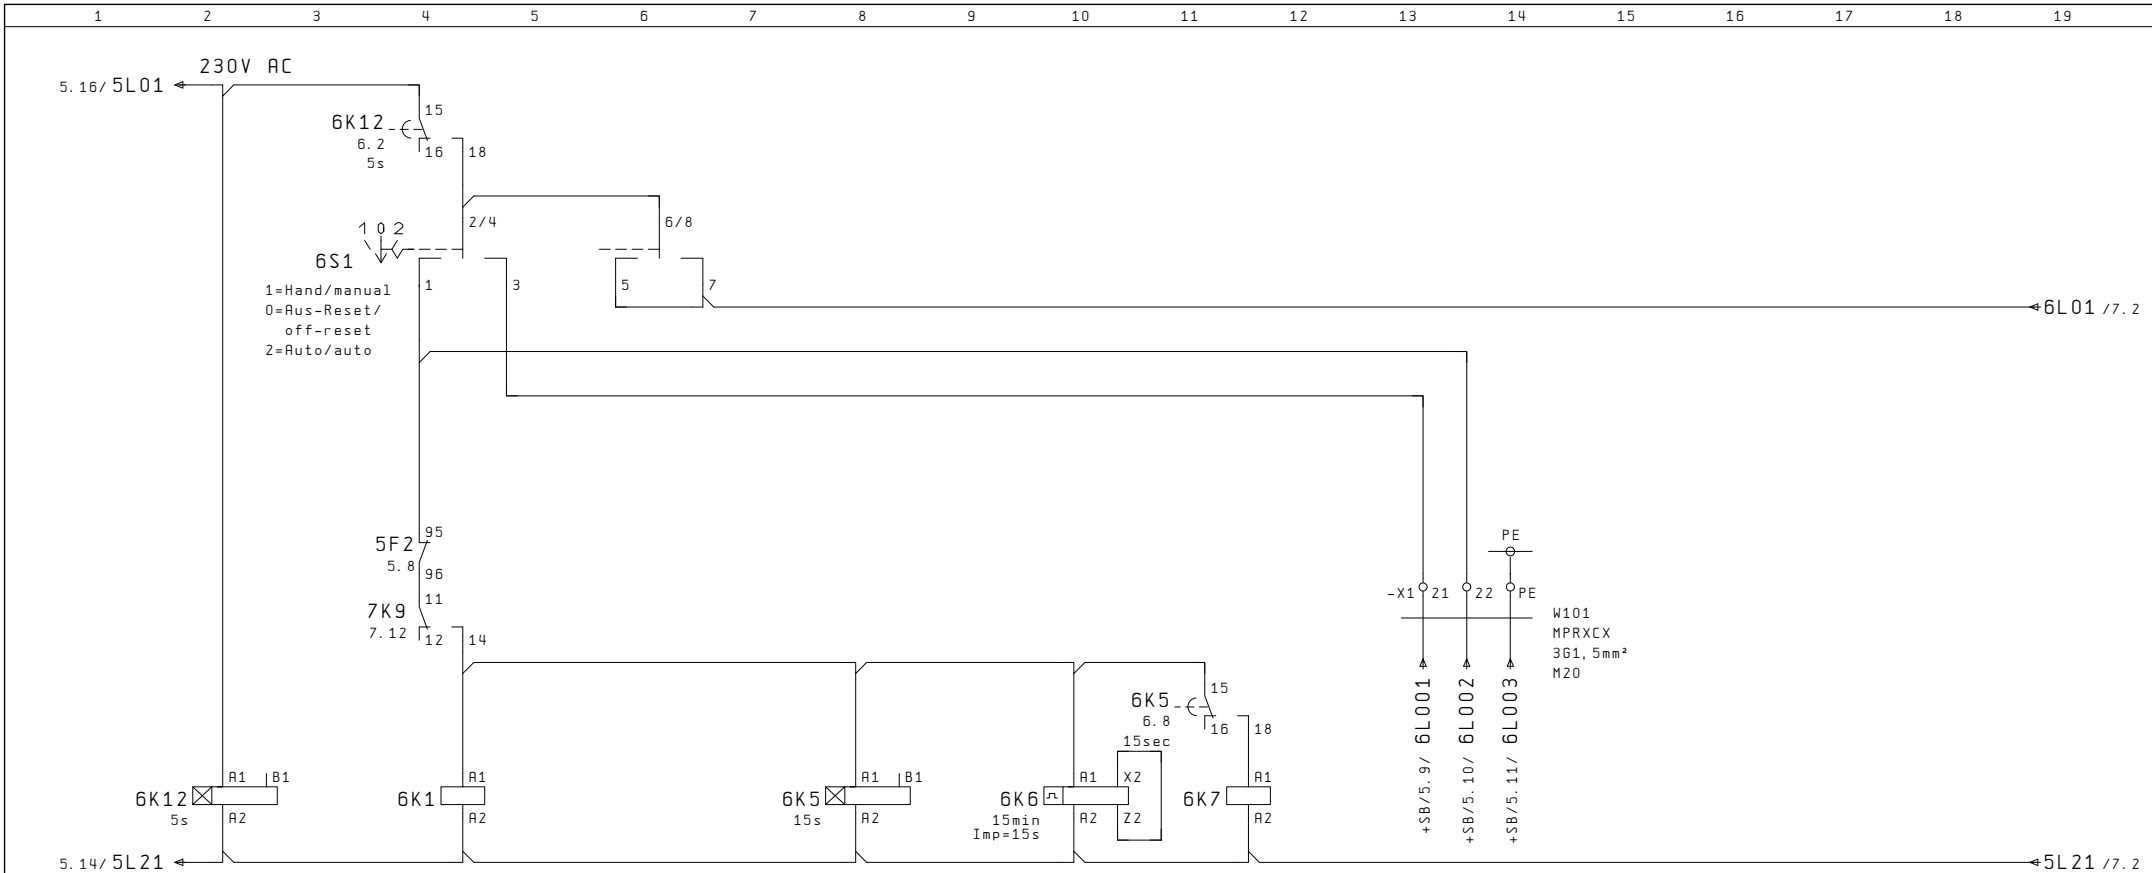 1 2 3 4 5 6 7 8 9 10 11 12 13 14 15 16 17 18 19
230V AC
5.16/ 5L01
15
6K12
6.2
16 18
5s
2/4 6/8
1 0 2
6S1
1 3 5 7
1=Hand/manual
0=Aus-Reset/
off-reset
2=Auto/auto
6L01 /7.2
95
5F2
5.8
96
11
7K9
7.12 12 14
PE
-X1 21 22 PE
W101
MPRXCX
3G1,5mm²
M20
15
6K5
6.8
16 18
15sec
+SB/5.9/ 6L001
+SB/5.10/ 6L002
+SB/5.11/ 6L003
A1 B1
6K12
5s
A2
A1
6K1
A2
A1 B1
6K5
15s
A2
A1 X2
6K6
15min
Imp=15s
A2 Z2
A1
6K7
A2
5.14/ 5L21
5L21 /7.2